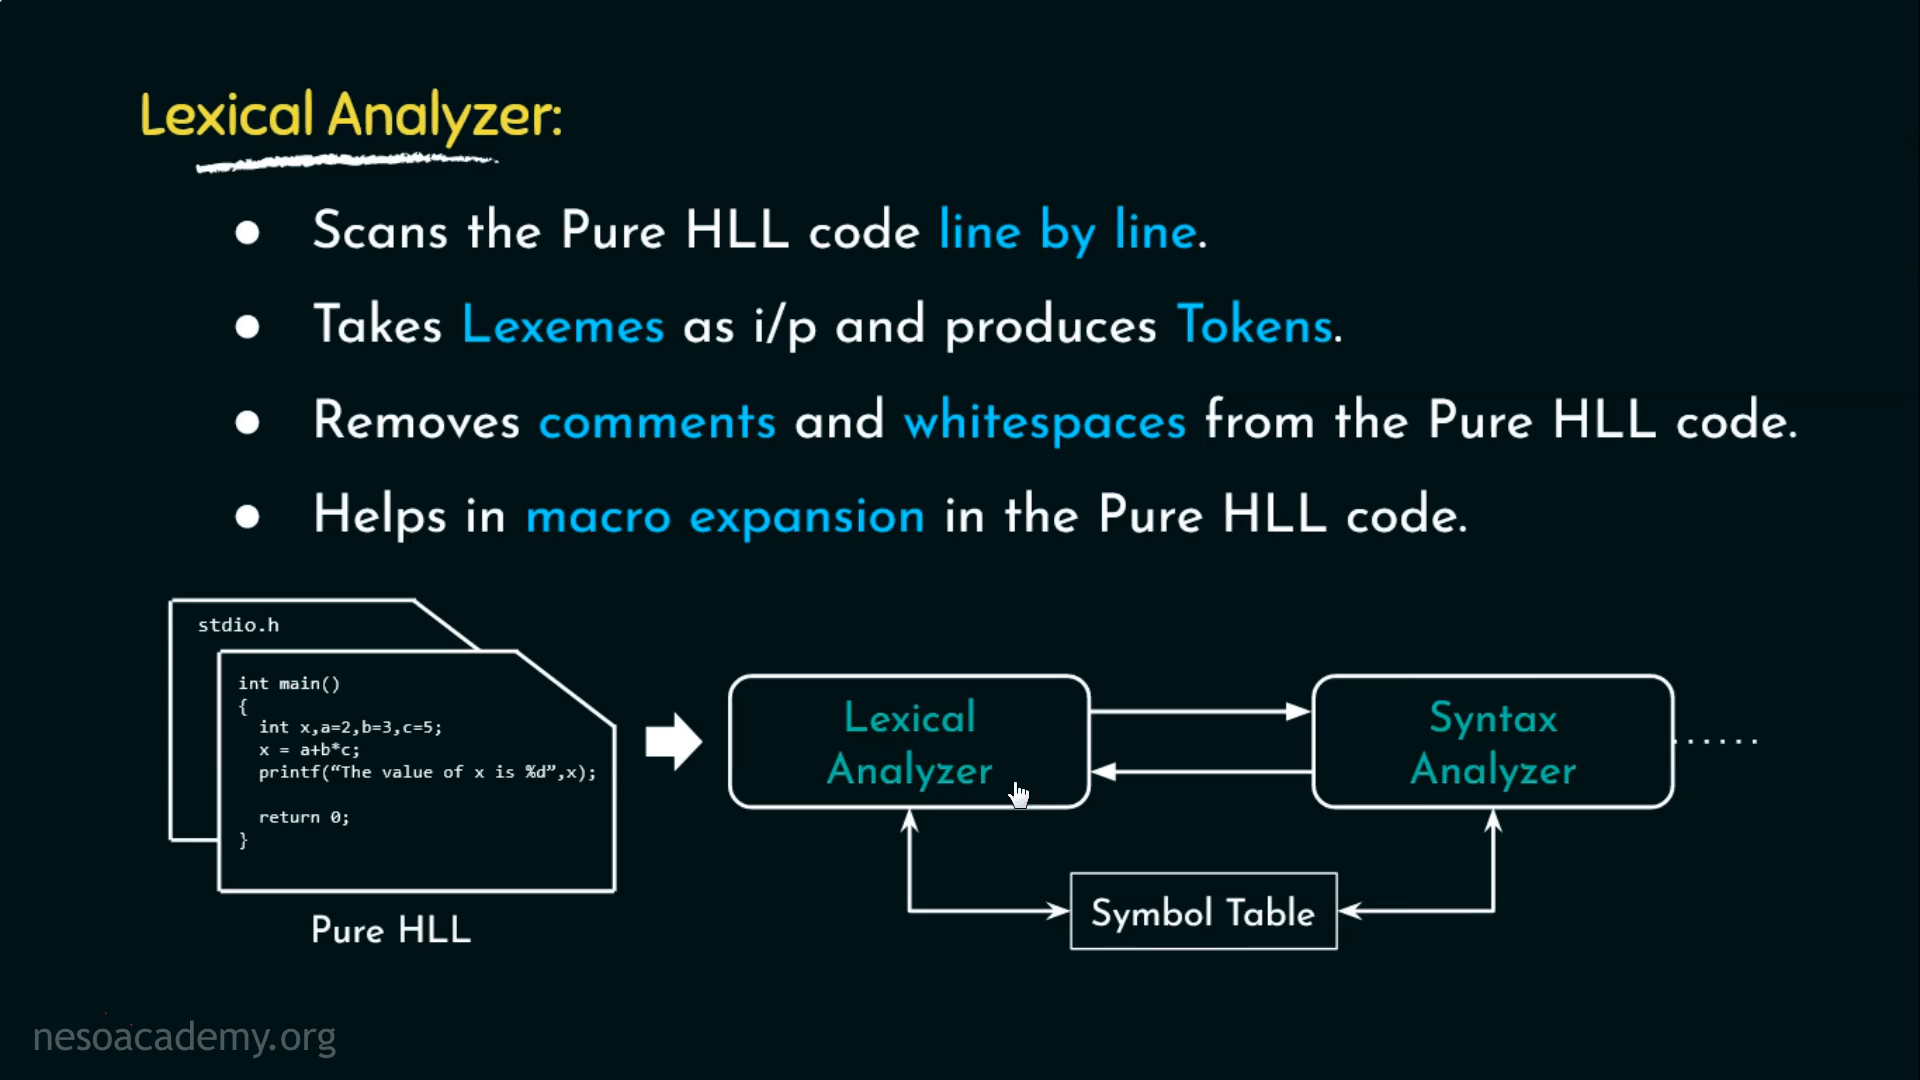 Lexical Analyzer:
● Scans the Pure HLL code line by line.
● Takes Lexemes as i/p and produces Tokens.
● Removes comments and whitespaces from the Pure HLL code.
● Helps in macro expansion in the Pure HLL code.
stdio.h
int main()
{
int x,a=2,b=3,c=5;
x = a+b*c;
printf(“The value of x is %d”,x);
return 0;
}
Pure HLL
Lexical
Analyzer
Syntax
Analyzer
......
Symbol Table
nesoacademy.org